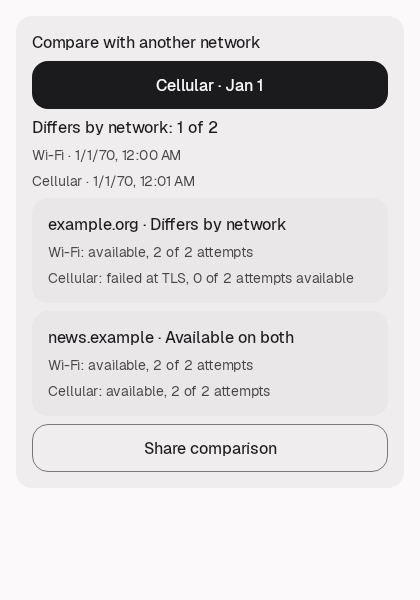 Compare with another network
Cellular · Jan 1
Differs by network: 1 of 2
Wi-Fi · 1/1/70, 12:00 AM
Cellular · 1/1/70, 12:01 AM
example.org · Differs by network
Wi-Fi: available, 2 of 2 attempts
Cellular: failed at TLS, 0 of 2 attempts available
news.example · Available on both
Wi-Fi: available, 2 of 2 attempts
Cellular: available, 2 of 2 attempts
Share comparison